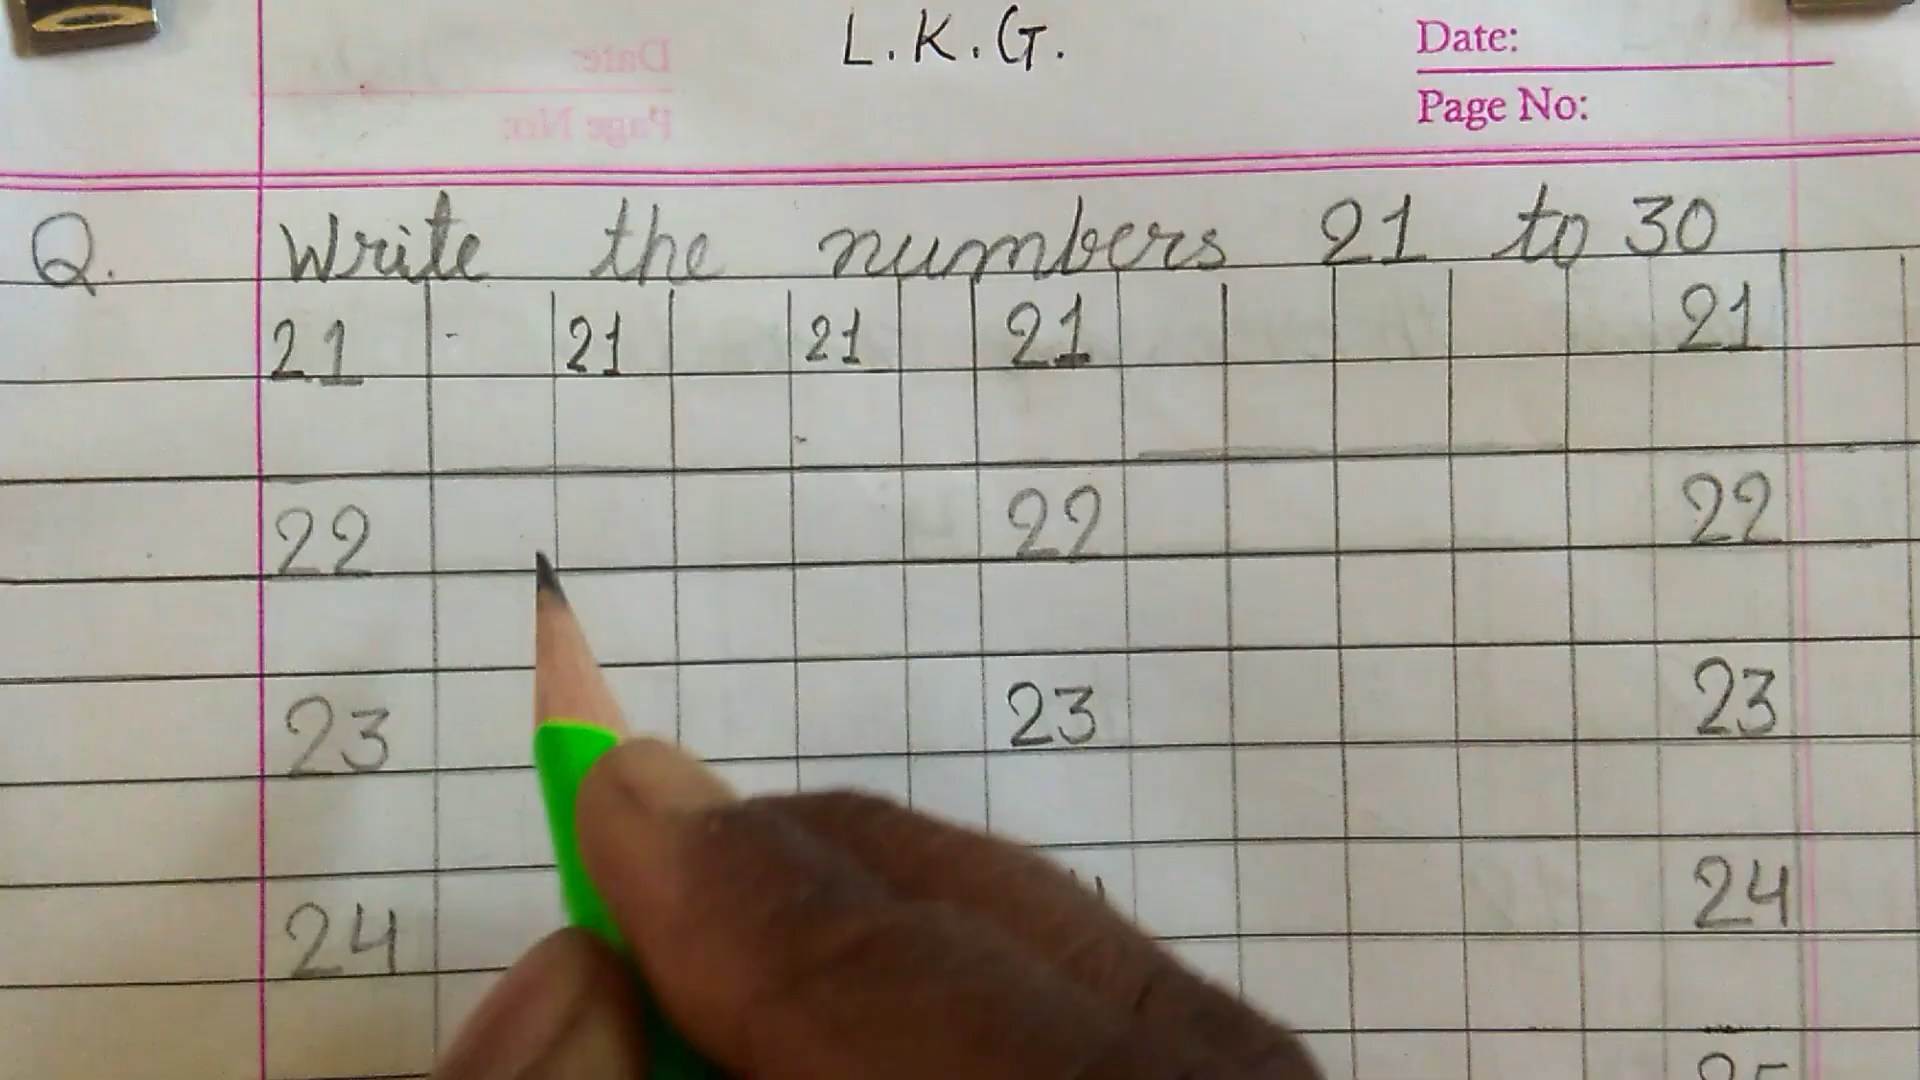 L.K.G.
Date:
Page No:
Q. Write the numbers 21 to 30
21 21 21 21 21
22 22 22
23 23 23
24 24
25